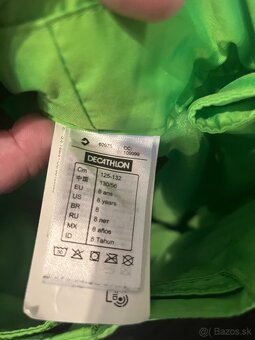 DECATHLON
Cm 125-132
中国 130/56
EU 8 ans
US 8 years
BR 8
RU 8 лет
MX 8 años
ID 8 Tahun
© Bazos.sk